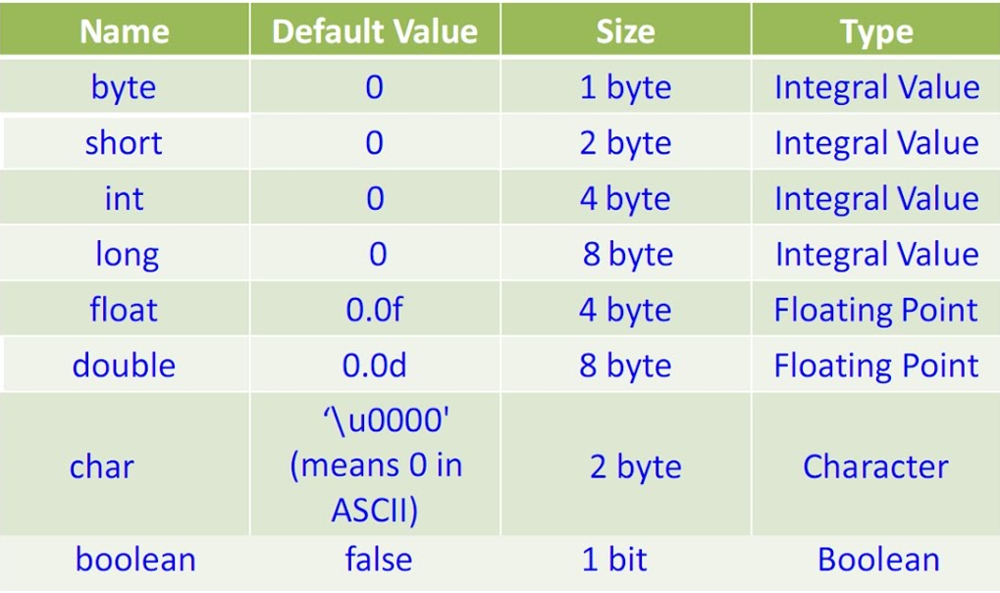 Name Default Value Size Type
byte 0 1 byte Integral Value
short 0 2 byte Integral Value
int 0 4 byte Integral Value
long 0 8 byte Integral Value
float 0.0f 4 byte Floating Point
double 0.0d 8 byte Floating Point
‘\u0000'
char (means 0 in 2 byte Character
ASCII)
boolean false 1 bit Boolean